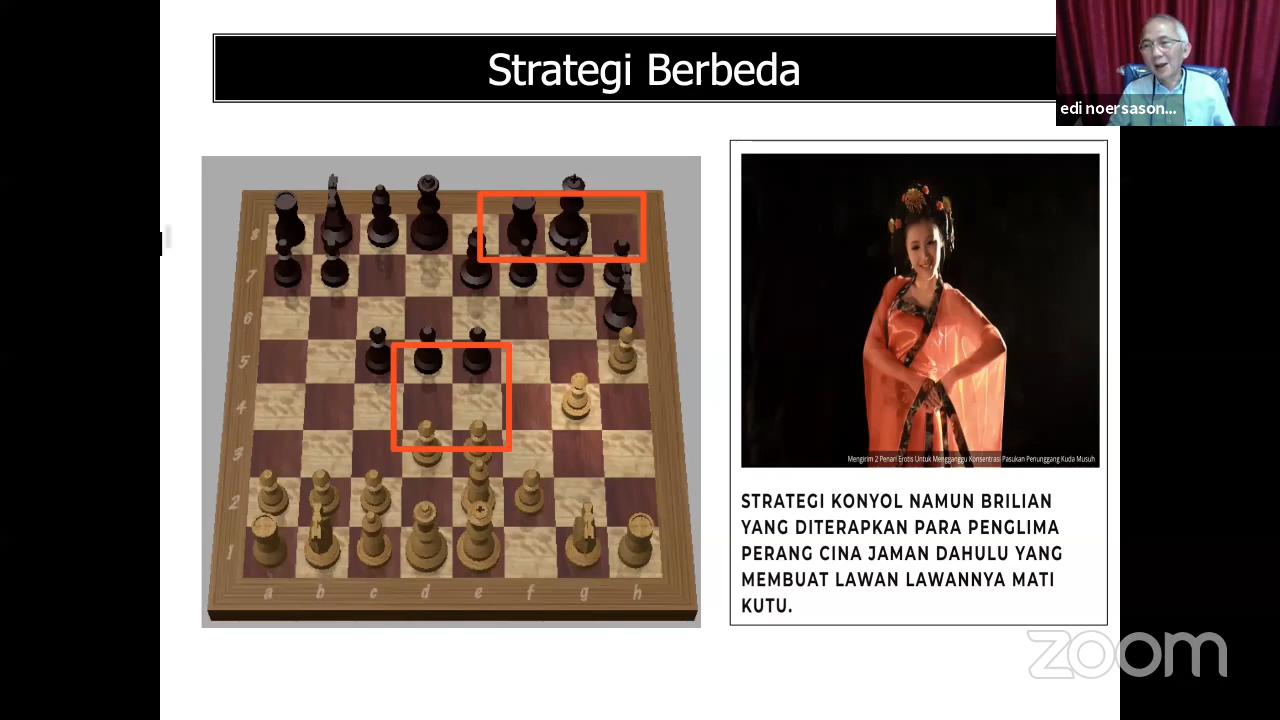 Strategi Berbeda
edi noersason...
8
7
6
5
4
3
2
1
a b c d e f g h
Mengirim 2 Penari Erotis Untuk Mengganggu Konsentrasi Pasukan Penunggang Kuda Musuh
STRATEGI KONYOL NAMUN BRILIAN
YANG DITERAPKAN PARA PENGLIMA
PERANG CINA JAMAN DAHULU YANG
MEMBUAT LAWAN LAWANNYA MATI
KUTU.
zoom